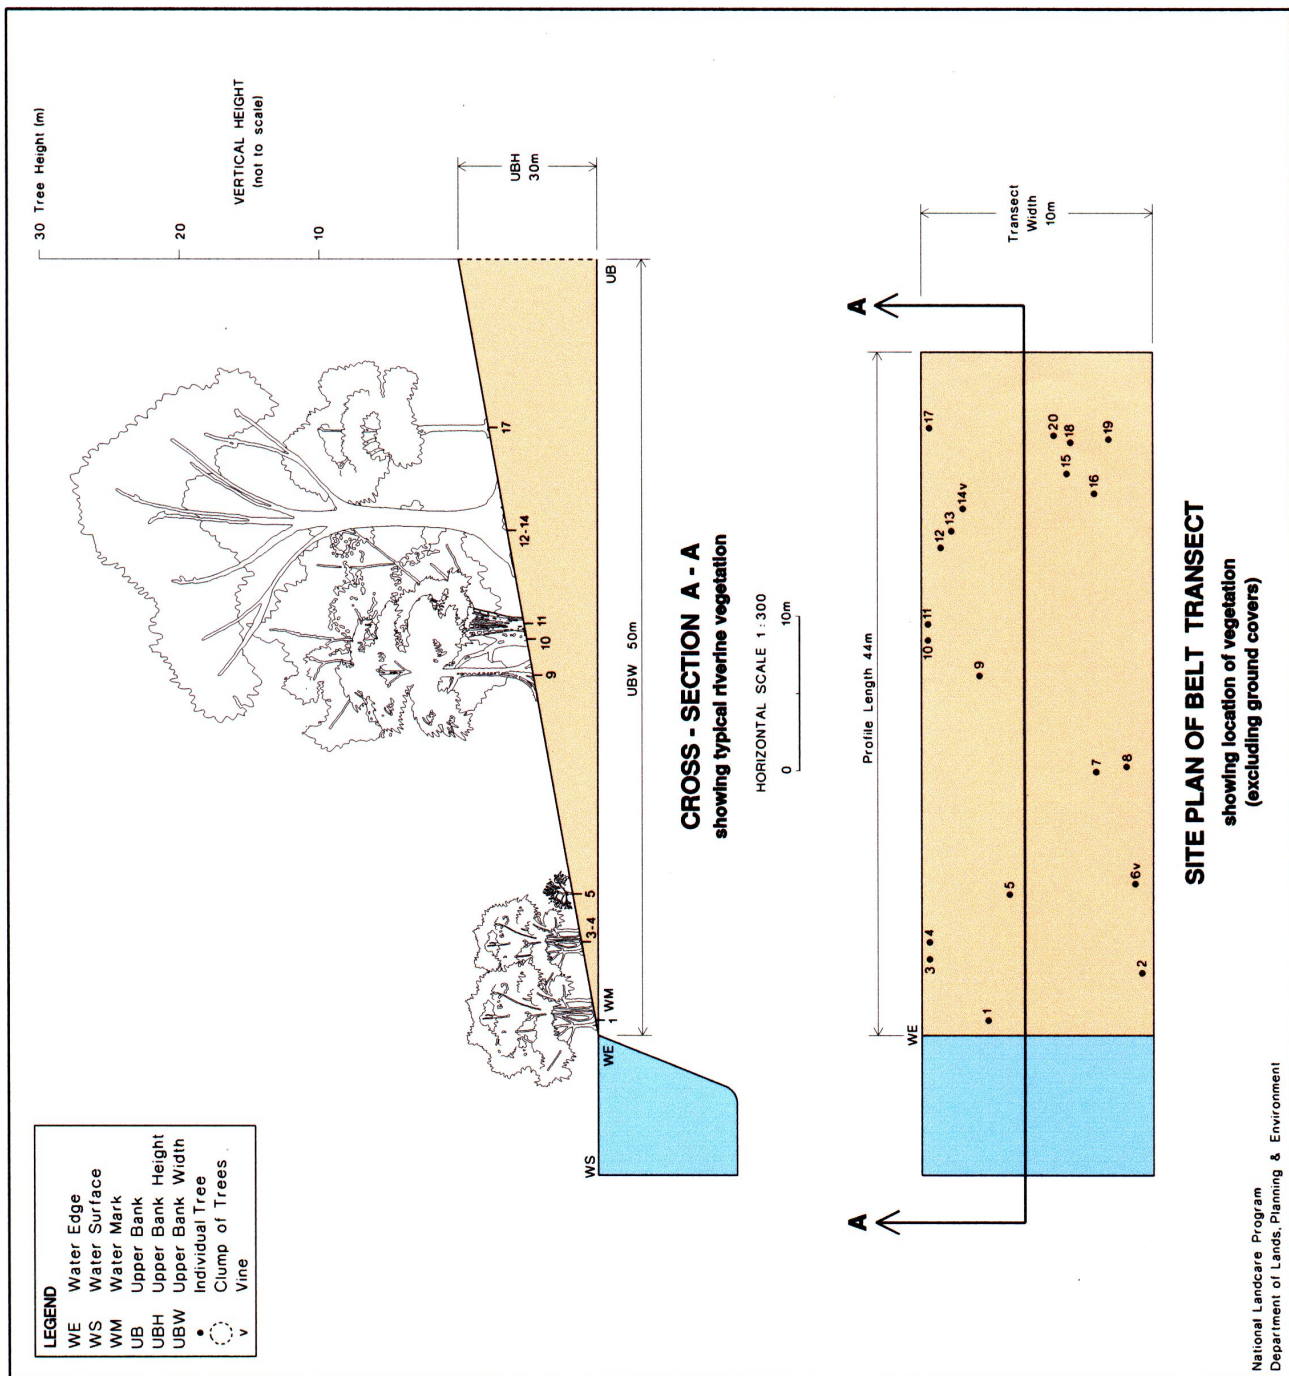 LEGEND
WE Water Edge
WS Water Surface
WM Water Mark
UB Upper Bank
UBH Upper Bank Height
UBW Upper Bank Width
• Individual Tree
Clump of Trees
v Vine
30 Tree Height (m)
20
10
VERTICAL HEIGHT
(not to scale)
UBH
30m
WS
WE
1
WM
3-4
5
9
10
11
12-14
17
UB
UBW 50m
CROSS - SECTION A - A
showing typical riverine vegetation
HORIZONTAL SCALE 1 : 300
0
10m
A
A
Profile Length 44m
Transect
Width
10m
WE
1
2
3
4
5
6v
7
8
9
10
11
12
13
14v
15
16
17
18
19
20
SITE PLAN OF BELT TRANSECT
showing location of vegetation
(excluding ground covers)
National Landcare Program
Department of Lands, Planning & Environment